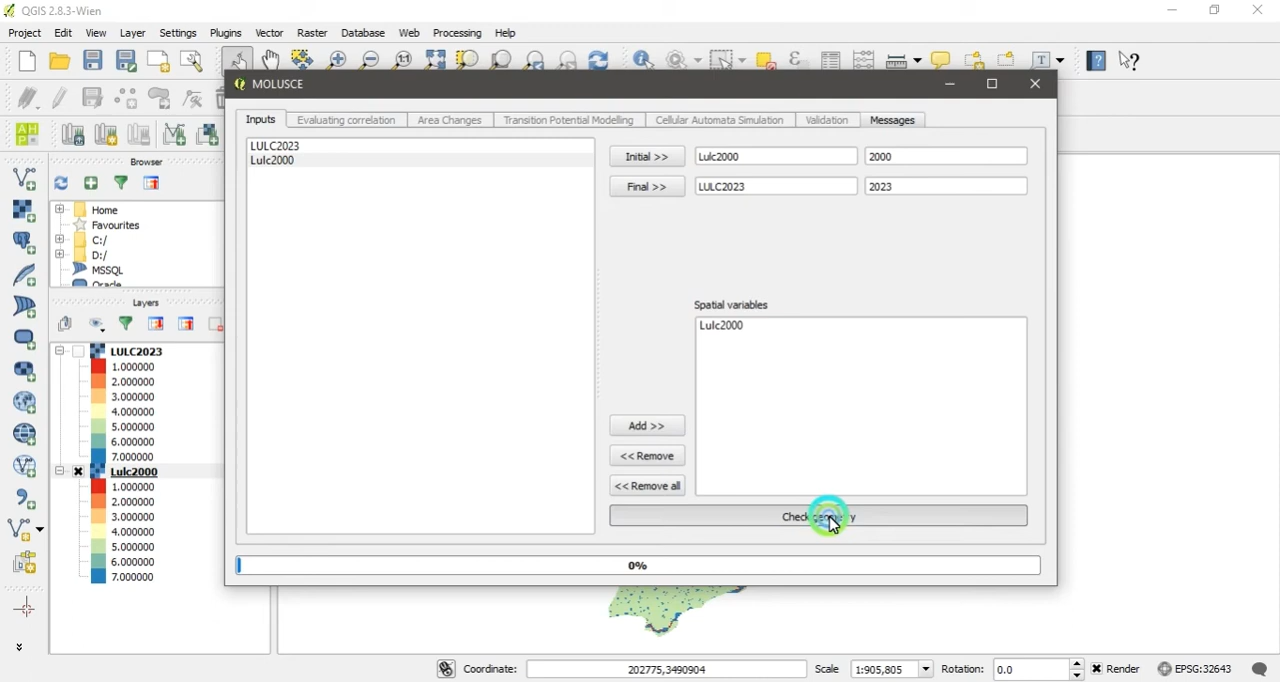 QGIS 2.8.3-Wien
Project Edit View Layer Settings Plugins Vector Raster Database Web Processing Help
MOLUSCE
Inputs Evaluating correlation Area Changes Transition Potential Modelling Cellular Automata Simulation Validation Messages
LULC2023
Lulc2000
Initial >> Lulc2000 2000
Final >> LULC2023 2023
Spatial variables
Lulc2000
Add >>
<< Remove
<< Remove all
Check geometry
0%
Browser
Home
Favourites
C:/
D:/
MSSQL
Oracle
Layers
LULC2023
1.000000
2.000000
3.000000
4.000000
5.000000
6.000000
7.000000
Lulc2000
1.000000
2.000000
3.000000
4.000000
5.000000
6.000000
7.000000
Coordinate: 202775,3490904 Scale 1:905,805 Rotation: 0.0 Render EPSG:32643